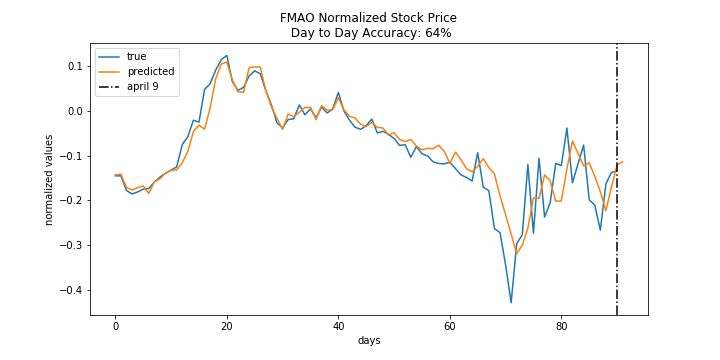 FMAO Normalized Stock Price
Day to Day Accuracy: 64%
true
predicted
april 9
0.1
0.0
−0.1
−0.2
−0.3
−0.4
normalized values
0
20
40
60
80
days